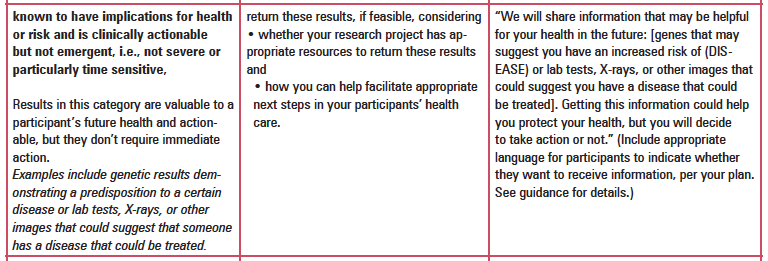 known to have implications for health
or risk and is clinically actionable
but not emergent, i.e., not severe or
particularly time sensitive,
Results in this category are valuable to a
participant's future health and action-
able, but they don't require immediate
action.
Examples include genetic results dem-
onstrating a predisposition to a certain
disease or lab tests, X-rays, or other
images that could suggest that someone
has a disease that could be treated.
return these results, if feasible, considering
• whether your research project has ap-
propriate resources to return these results
and
• how you can help facilitate appropriate
next steps in your participants' health
care.
“We will share information that may be helpful
for your health in the future: [genes that may
suggest you have an increased risk of (DIS-
EASE) or lab tests, X-rays, or other images that
could suggest you have a disease that could
be treated]. Getting this information could help
you protect your health, but you will decide
to take action or not.” (Include appropriate
language for participants to indicate whether
they want to receive information, per your plan.
See guidance for details.)